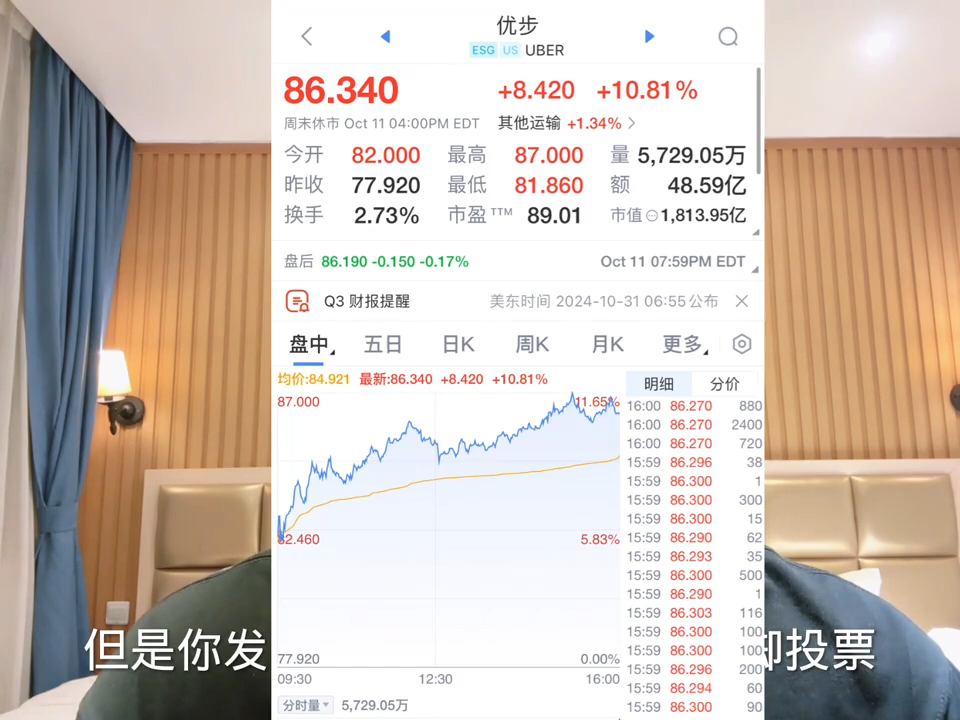 优步
ESG US UBER
86.340 +8.420 +10.81%
周末休市 Oct 11 04:00PM EDT 其他运输 +1.34%
今开 82.000 最高 87.000 量 5,729.05万
昨收 77.920 最低 81.860 额 48.59亿
换手 2.73% 市盈TTM 89.01 市值 1,813.95亿
盘后 86.190 -0.150 -0.17% Oct 11 07:59PM EDT
Q3 财报提醒 美东时间 2024-10-31 06:55 公布
盘中 五日 日K 周K 月K 更多
均价:84.921 最新:86.340 +8.420 +10.81%
87.000 11.65%
82.460 5.83%
77.920 0.00%
09:30 12:30 16:00
分时量 5,729.05万
明细 分价
16:00 86.270 880
16:00 86.270 2400
16:00 86.270 720
15:59 86.296 38
15:59 86.300 1
15:59 86.300 300
15:59 86.300 15
15:59 86.290 62
15:59 86.293 35
15:59 86.300 500
15:59 86.290 1
15:59 86.303 116
15:59 86.300 100
15:59 86.300 100
15:59 86.296 200
15:59 86.294 60
15:59 86.300 90
但是你发
投票